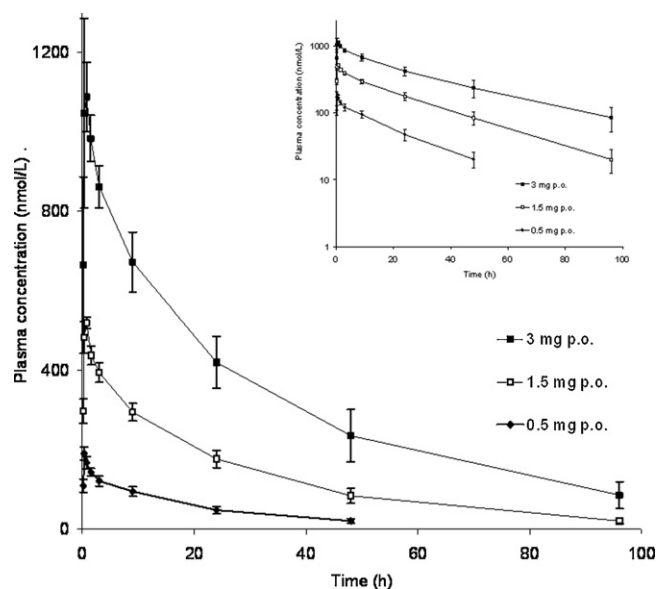 1200
800
400
0
Plasma concentration (nmol/L) .
0 20 40 60 80 100
Time (h)
3 mg p.o.
1.5 mg p.o.
0.5 mg p.o.
1000
100
10
1
Plasma concentration (nmol/L)
0 20 40 60 80 100
Time (h)
3 mg p.o.
1.5 mg p.o.
0.5 mg p.o.